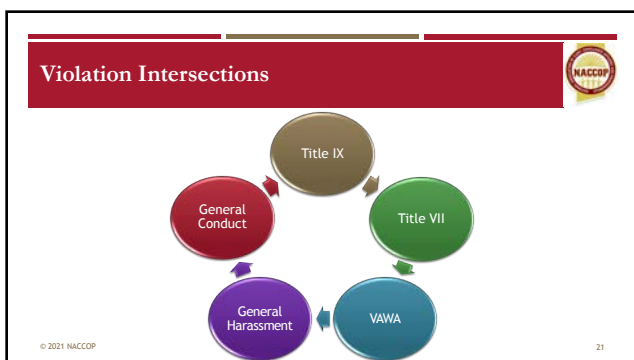 Violation Intersections
NACCOP
Title IX
Title VII
VAWA
General
Harassment
General
Conduct
© 2021 NACCOP
21